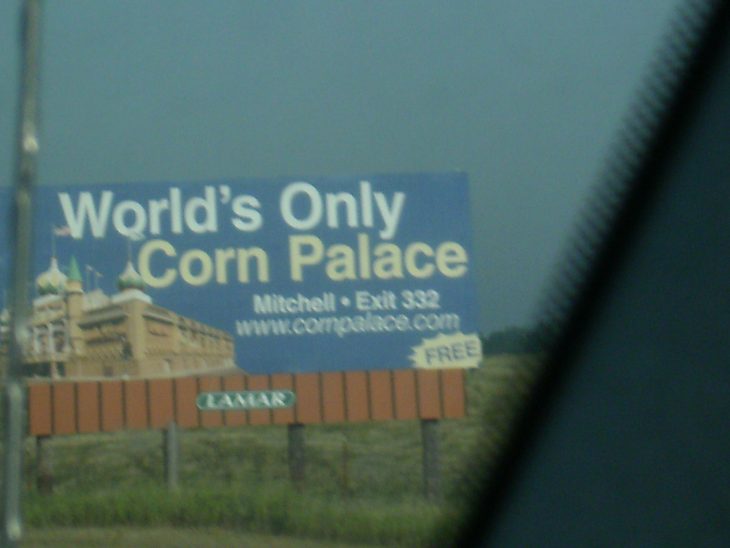 World's Only
Corn Palace
Mitchell • Exit 332
www.cornpalace.com
FREE
LAMAR